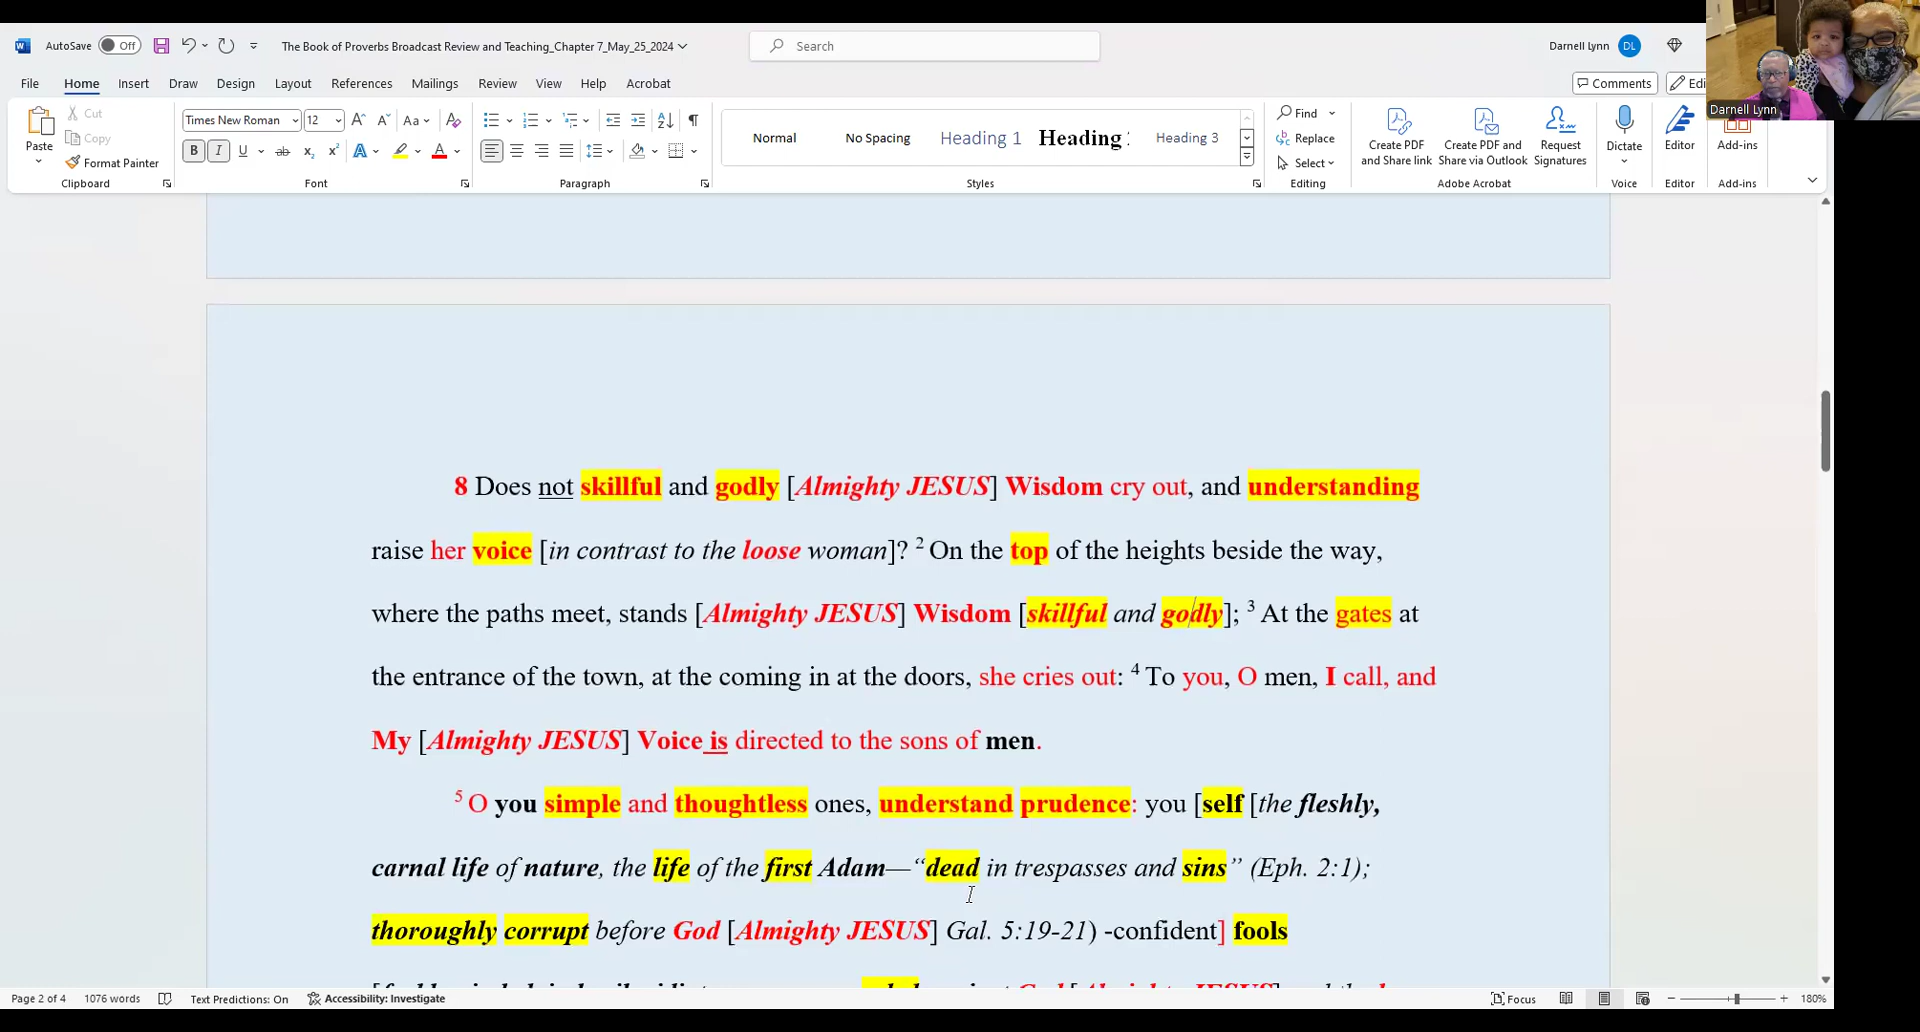 AutoSave Off The Book of Proverbs Broadcast Review and Teaching_Chapter 7_May_25_2024 Search Darnell Lynn DL
File Home Insert Draw Design Layout References Mailings Review View Help Acrobat Comments
Darnell Lynn
Paste Cut Copy Format Painter
Clipboard
Times New Roman 12 Aa
B I U ab x₂ x² A A
Font
Paragraph
Normal No Spacing Heading 1 Heading Heading 3
Styles
Find
Replace
Select
Editing
Create PDF and Share link
Create PDF and Share via Outlook
Request Signatures
Adobe Acrobat
Dictate
Voice
Editor
Editor
Add-ins
Add-ins
8 Does not skillful and godly [Almighty JESUS] Wisdom cry out, and understanding
raise her voice [in contrast to the loose woman]? 2 On the top of the heights beside the way,
where the paths meet, stands [Almighty JESUS] Wisdom [skillful and godly]; 3 At the gates at
the entrance of the town, at the coming in at the doors, she cries out: 4 To you, O men, I call, and
My [Almighty JESUS] Voice is directed to the sons of men.
5 O you simple and thoughtless ones, understand prudence: you [self [the fleshly,
carnal life of nature, the life of the first Adam—“dead in trespasses and sins” (Eph. 2:1);
thoroughly corrupt before God [Almighty JESUS] Gal. 5:19-21) -confident] fools
Page 2 of 4 1076 words Text Predictions: On Accessibility: Investigate Focus 180%